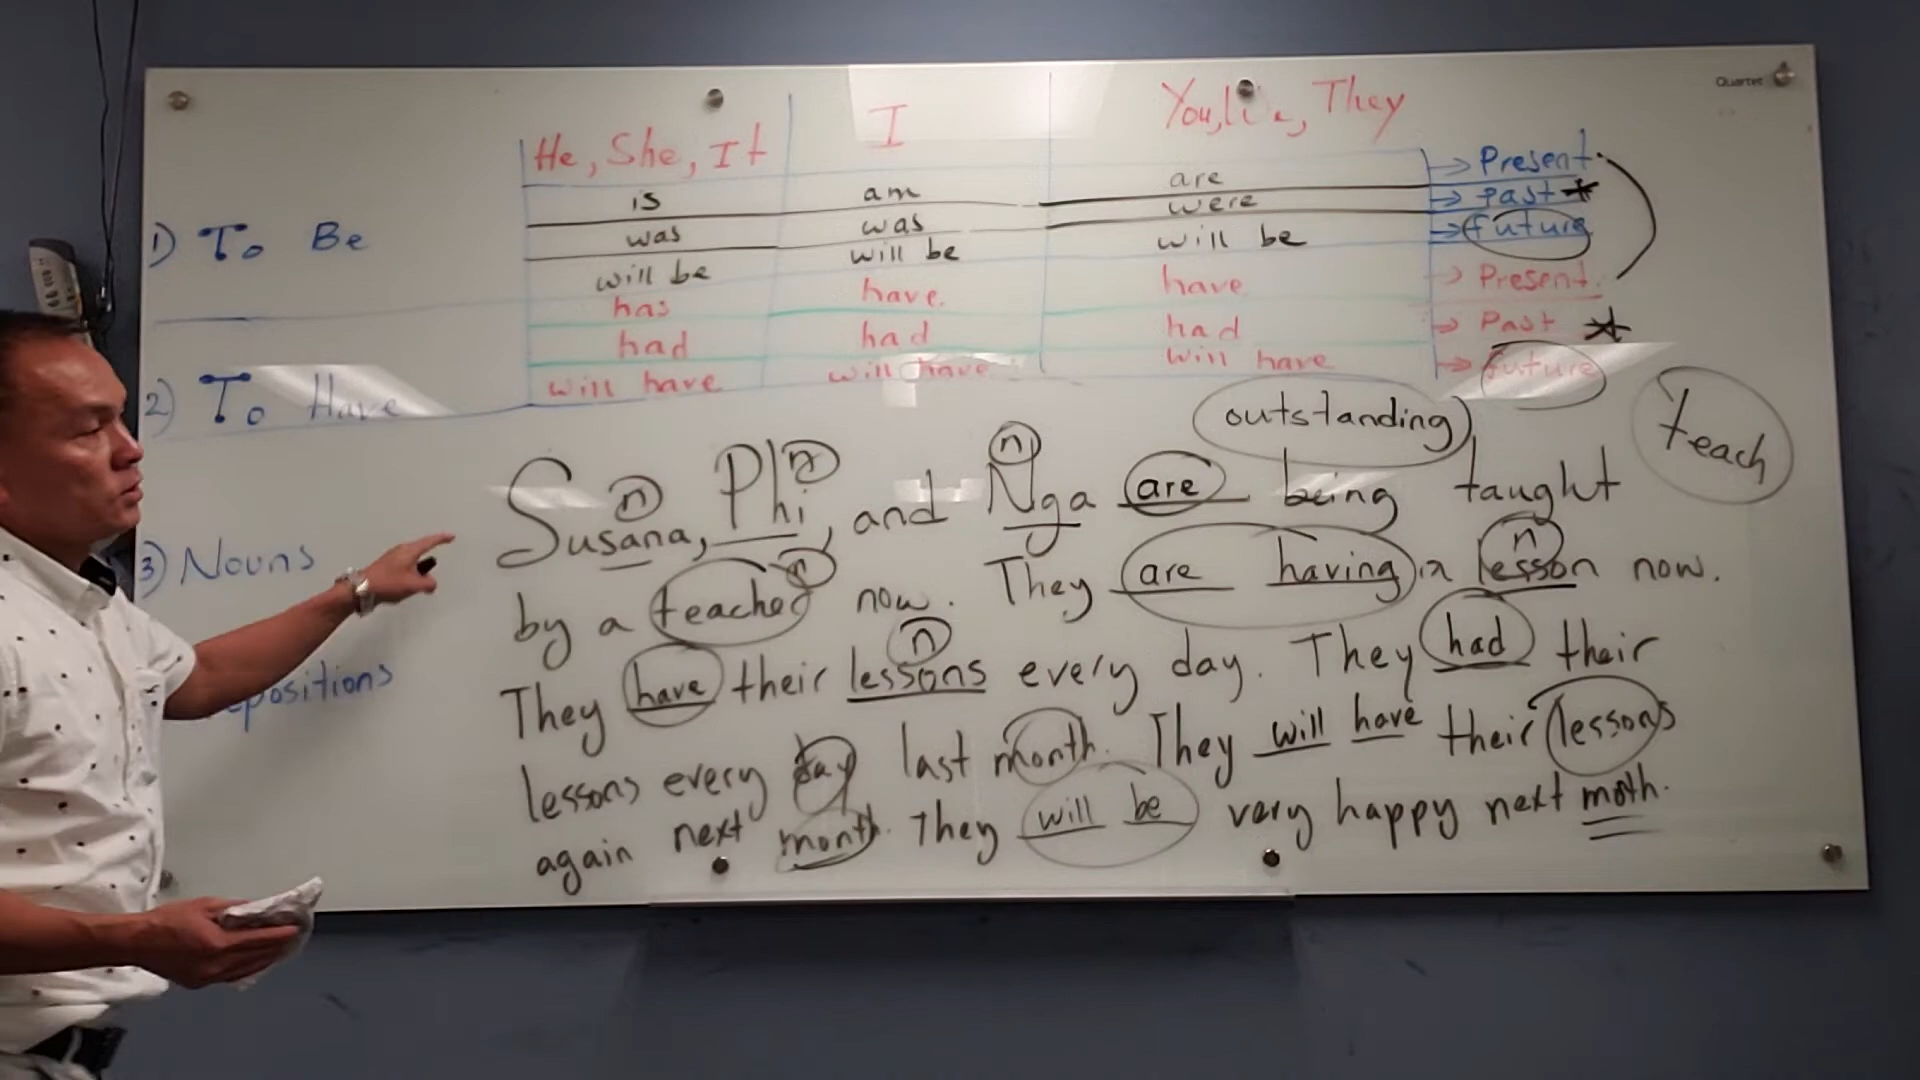 Quartet
He, She, It I You, They
is am are → Present
was was were → Past *
will be will be will be → future
1) To Be
has have. have → Present.
had had had → Past *
will have will have will have → future
2) To Have
outstanding
teach
n n n
Susana, Phi, and Nga are being taught
3) Nouns
n n
by a teacher now. They are having a lesson now.
n
positions
They have their lessons every day. They had their
lessons every day last month. They will have their lessons
again next month. They will be very happy next moth.